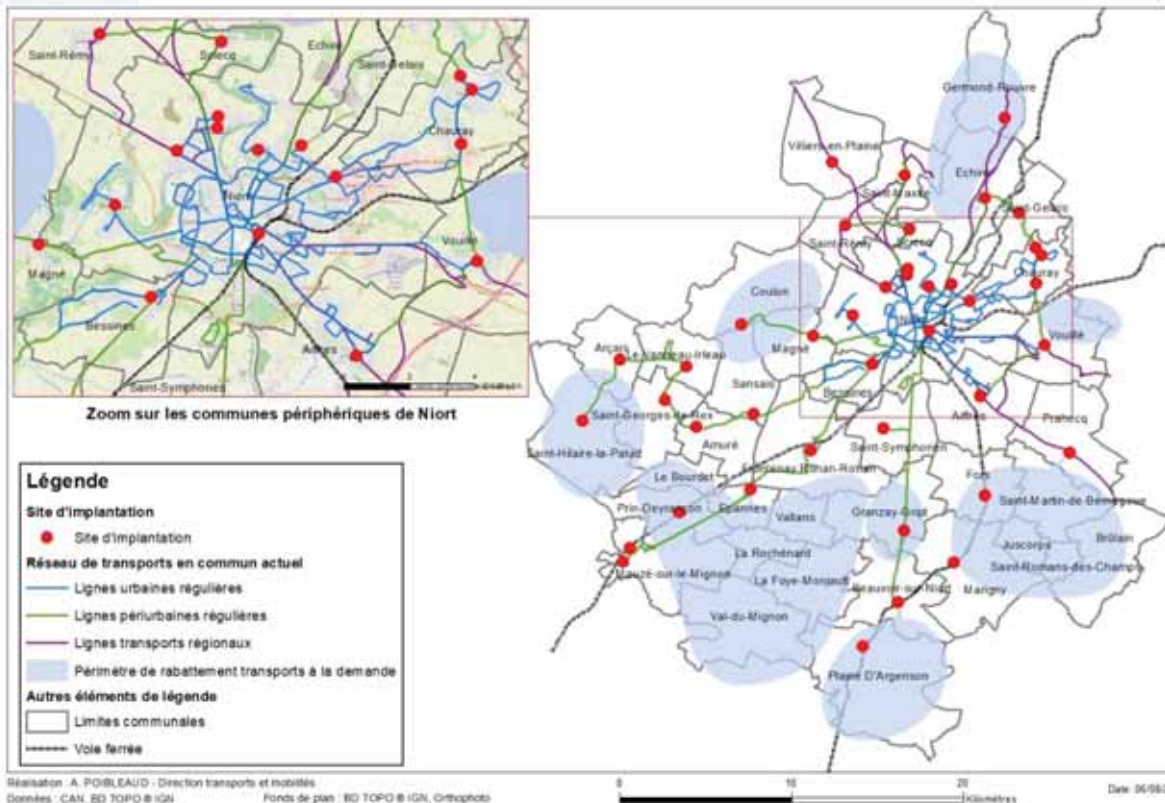 Saint-Rémy
Sciecq
Echiré
Saint-Gelais
Chauray
Niort
Vouillé
Magné
Bessines
Aiffres
Saint-Symphorien
Zoom sur les communes périphériques de Niort
Germond-Rouvre
Villiers-en-Plaine
Echiré
Saint-Maxire
Saint-Gelais
Saint-Rémy
Sciecq
Chauray
Coulon
Niort
Vouillé
Magné
Arçais
Le Vanneau-Irleau
Sansais
Bessines
Aiffres
Prahecq
Saint-Georges-de-Rex
Amuré
Saint-Symphorien
Saint-Hilaire-la-Palud
Frontenay-Rohan-Rohan
Le Bourdet
Fors
Saint-Martin-de-Bernegoue
Prin-Deyrançon
Epannes
Vallans
Granzay-Gript
Brûlain
Juscorps
La Rochénard
Saint-Romans-des-Champs
Mauzé-sur-le-Mignon
La Foye-Monjault
Beauvoir-sur-Niort
Marigny
Val-du-Mignon
Plaine D'Argenson
Légende
Site d'implantation
Site d'implantation
Réseau de transports en commun actuel
Lignes urbaines régulières
Lignes périurbaines régulières
Lignes transports régionaux
Périmètre de rabattement transports à la demande
Autres éléments de légende
Limites communales
Voie ferrée
Réalisation : A. POIBLEAUD - Direction transports et mobilités
Données : CAN, BD TOPO ® IGN
Fonds de plan : BD TOPO ® IGN, Orthophoto
0 10 20
Kilomètres